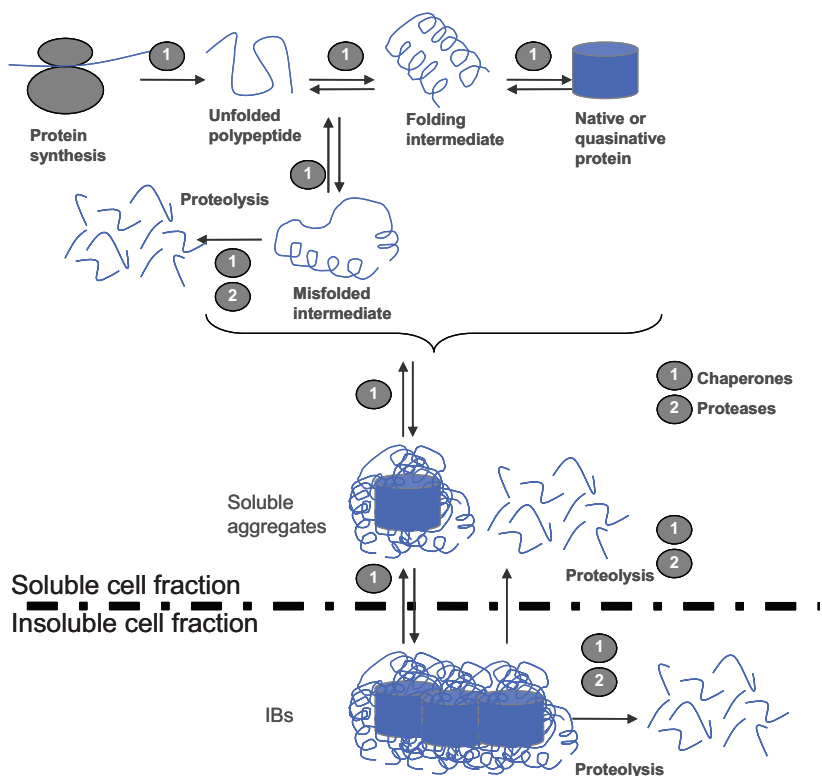 1
1
1
Protein
synthesis
Unfolded
polypeptide
Folding
intermediate
Native or
quasinative
protein
1
Proteolysis
1
2
Misfolded
intermediate
1
1 Chaperones
2 Proteases
Soluble
aggregates
1
2
Proteolysis
1
Soluble cell fraction
Insoluble cell fraction
1
2
IBs
Proteolysis